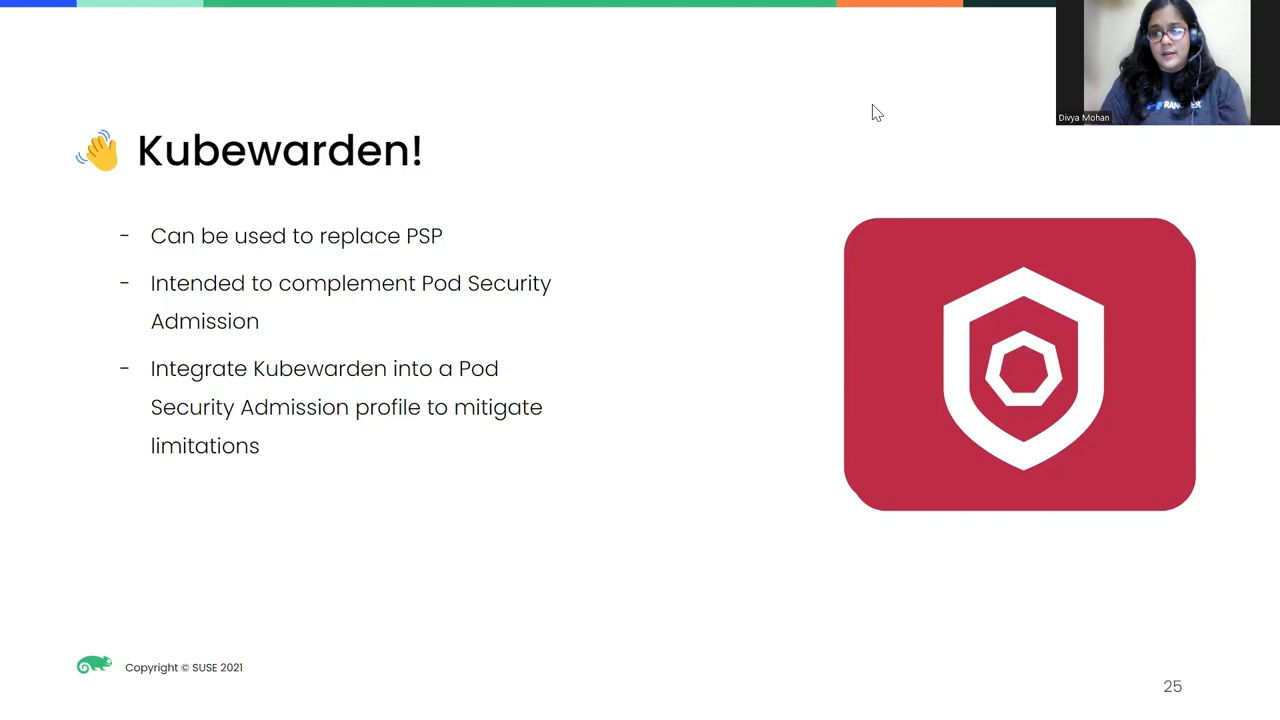 Divya Mohan
👋 Kubewarden!
- Can be used to replace PSP
- Intended to complement Pod Security
Admission
- Integrate Kubewarden into a Pod
Security Admission profile to mitigate
limitations
Copyright © SUSE 2021
25